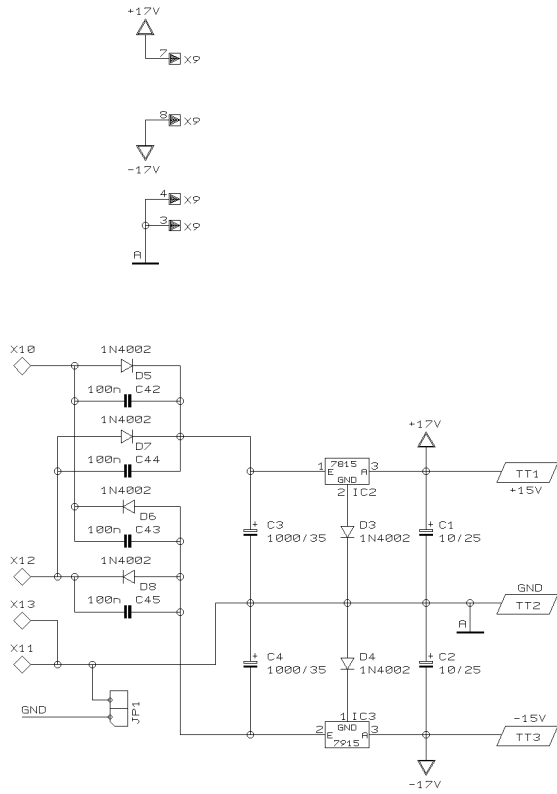 +17V
7 X9
8 X9
-17V
4 X9
3 X9
A
X10 1N4002
D5
100n C42
1N4002
D7
100n C44
1N4002
D6
100n C43
X12 1N4002
D8
100n C45
X13
X11
GND
JP1
+17V
1 7815 3
E GND A
2 IC2
TT1
+15V
C3
1000/35
D3
1N4002
C1
10/25
GND
TT2
A
C4
1000/35
D4
1N4002
C2
10/25
1 IC3
2 GND 3
E A
7915
-15V
TT3
-17V